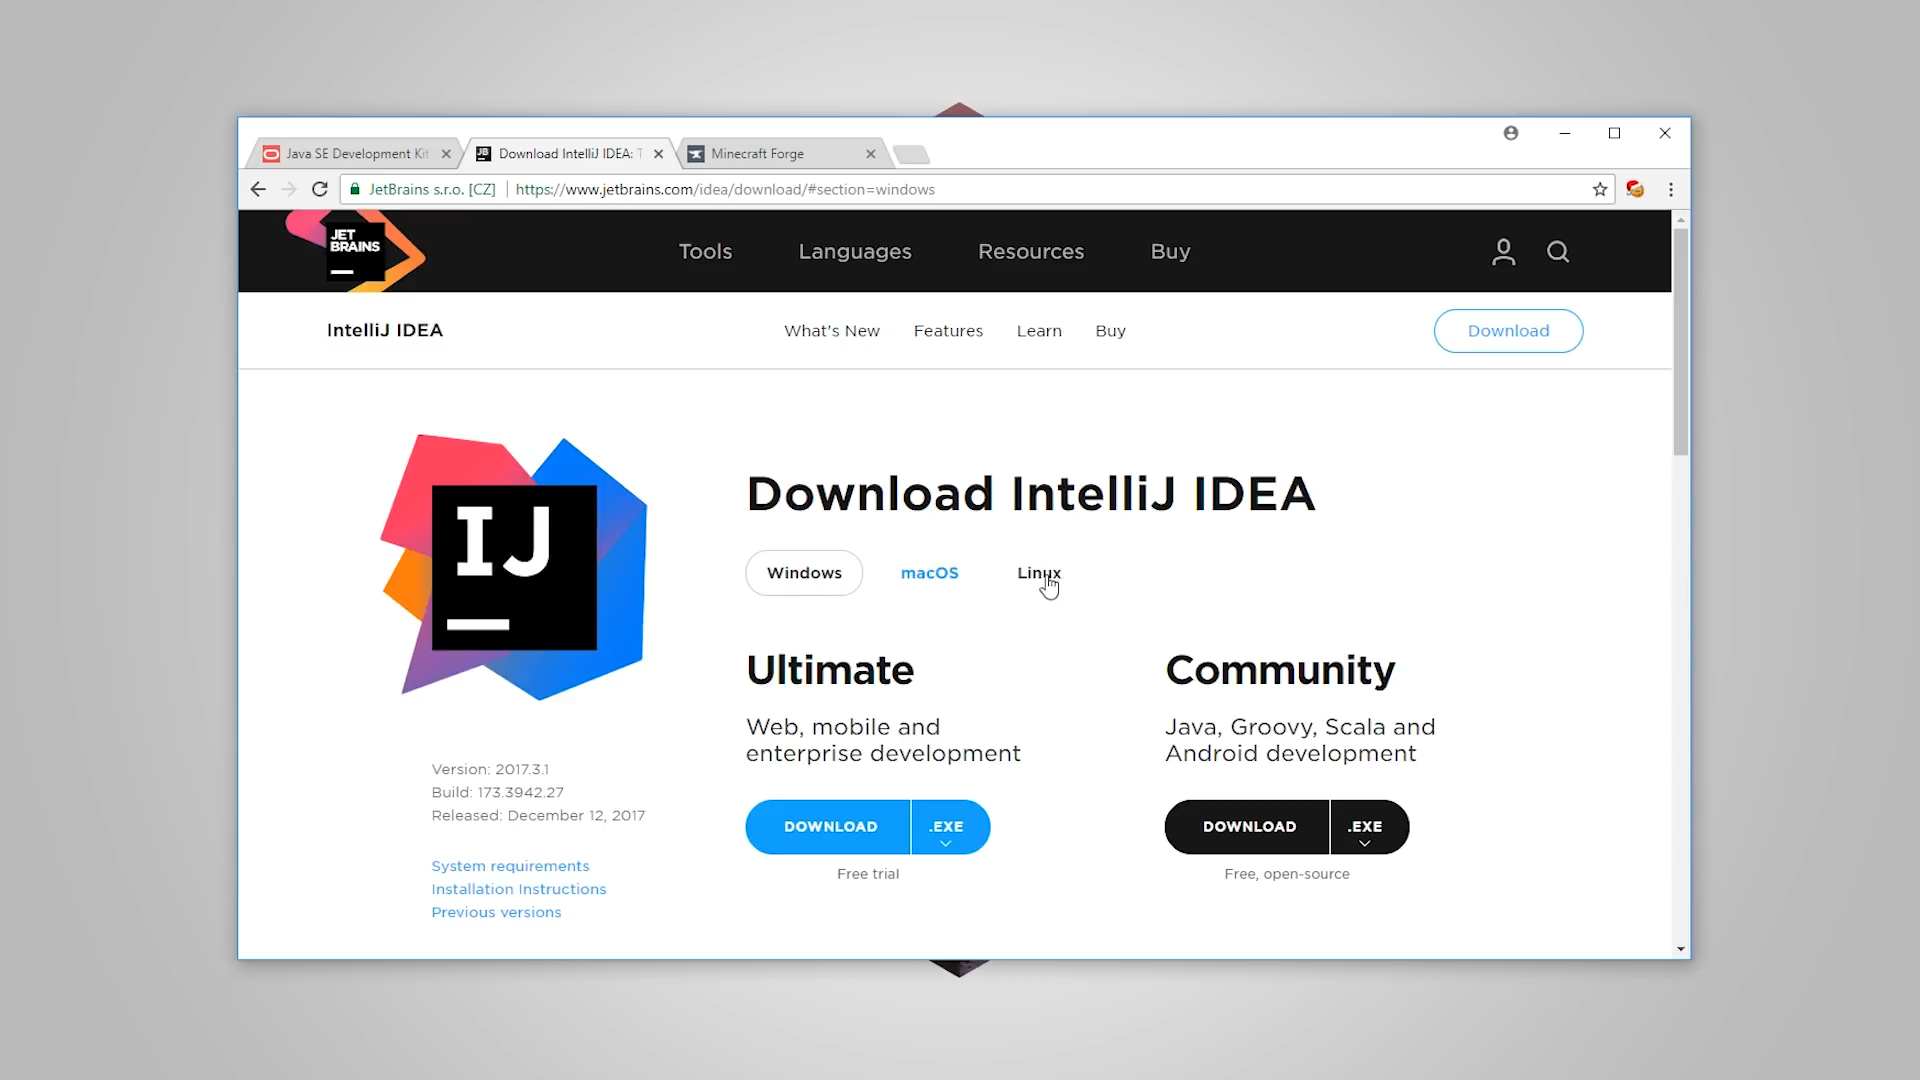 Java SE Development Kit
Download IntelliJ IDEA: T
Minecraft Forge
JetBrains s.r.o. [CZ]
https://www.jetbrains.com/idea/download/#section=windows
JET
BRAINS
Tools
Languages
Resources
Buy
IntelliJ IDEA
What's New
Features
Learn
Buy
Download
IJ
Download IntelliJ IDEA
Windows
macOS
Linux
Ultimate
Web, mobile and
enterprise development
DOWNLOAD
.EXE
Free trial
Community
Java, Groovy, Scala and
Android development
DOWNLOAD
.EXE
Free, open-source
Version: 2017.3.1
Build: 173.3942.27
Released: December 12, 2017
System requirements
Installation Instructions
Previous versions